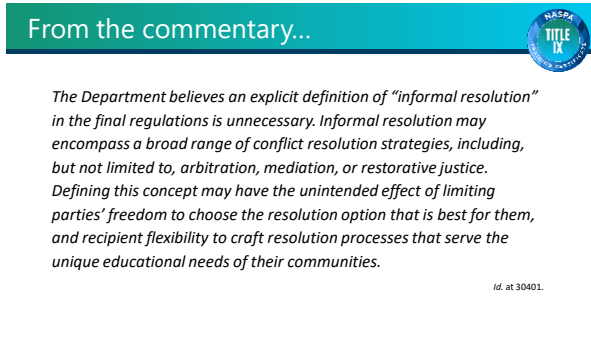 From the commentary...
NASPA
TITLE
IX
TRAINING CERTIFICATE
The Department believes an explicit definition of “informal resolution”
in the final regulations is unnecessary. Informal resolution may
encompass a broad range of conflict resolution strategies, including,
but not limited to, arbitration, mediation, or restorative justice.
Defining this concept may have the unintended effect of limiting
parties’ freedom to choose the resolution option that is best for them,
and recipient flexibility to craft resolution processes that serve the
unique educational needs of their communities.
Id. at 30401.